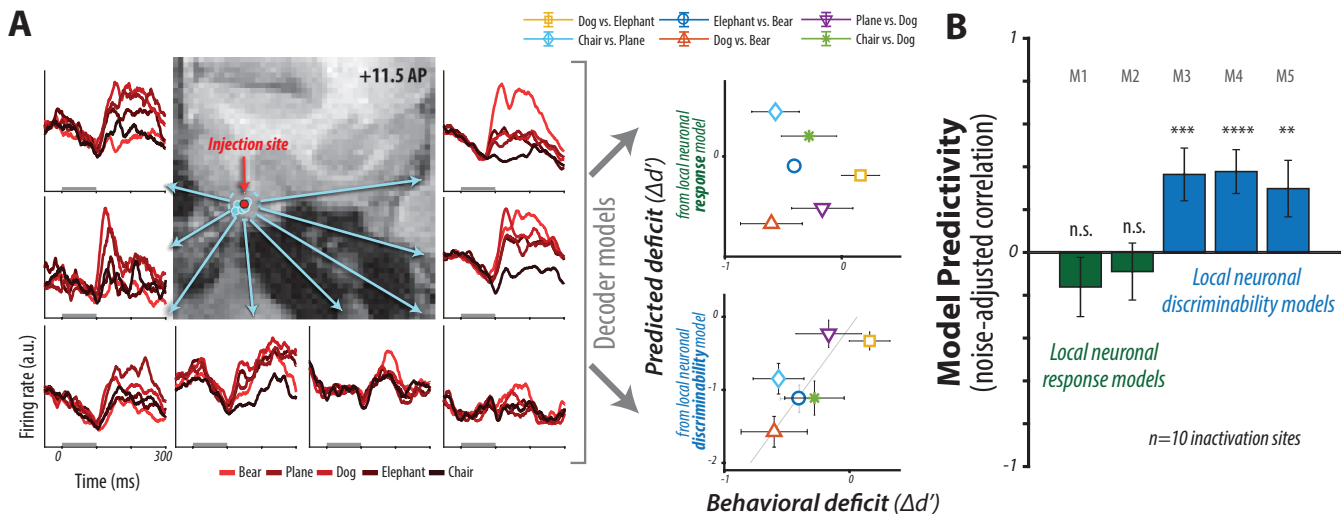 A
Dog vs. Elephant
Elephant vs. Bear
Plane vs. Dog
Chair vs. Plane
Dog vs. Bear
Chair vs. Dog
+11.5 AP
Injection site
Firing rate (a.u.)
0
300
Time (ms)
Bear
Plane
Dog
Elephant
Chair
Decoder models
Predicted deficit (Δd')
from local neuronal
response model
0
-1
0
from local neuronal
discriminability model
-0
-1
-2
-1
0
Behavioral deficit (Δd')
B
Model Predictivity
(noise-adjusted correlation)
1
0
-1
M1
M2
M3
M4
M5
n.s.
n.s.
***
****
**
Local neuronal
discriminability models
Local neuronal
response models
n=10 inactivation sites